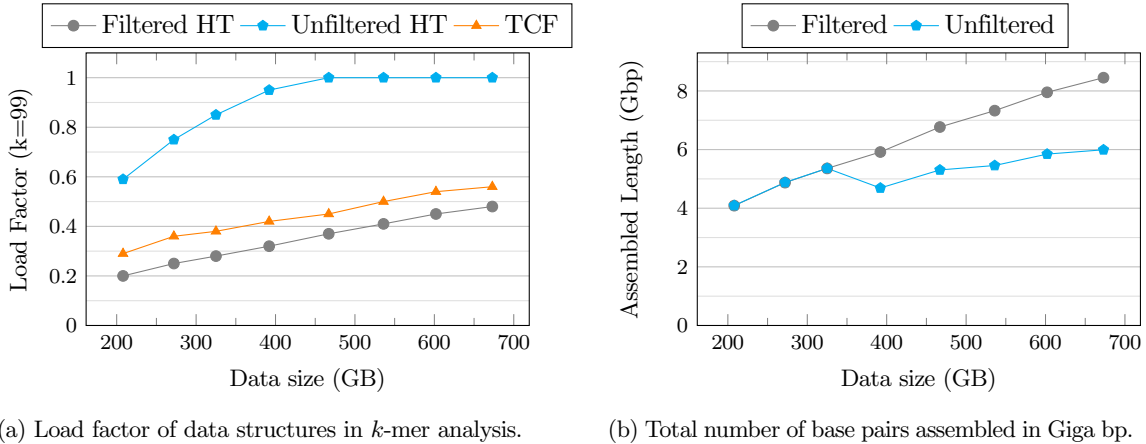 Filtered HT Unfiltered HT TCF
Load Factor (k=99)
1
0.8
0.6
0.4
0.2
0
200 300 400 500 600 700
Data size (GB)
(a) Load factor of data structures in k-mer analysis.
Filtered Unfiltered
Assembled Length (Gbp)
8
6
4
2
0
200 300 400 500 600 700
Data size (GB)
(b) Total number of base pairs assembled in Giga bp.